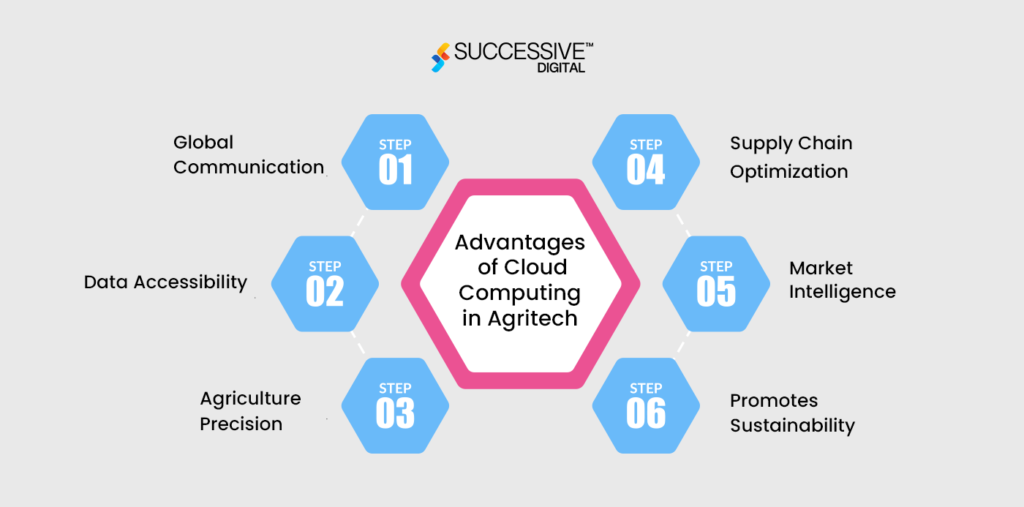 SUCCESSIVE™
DIGITAL
Global
Communication
STEP
01
Data Accessibility
STEP
02
Agriculture
Precision
STEP
03
Advantages
of Cloud
Computing
in Agritech
STEP
04
Supply Chain
Optimization
STEP
05
Market
Intelligence
STEP
06
Promotes
Sustainability